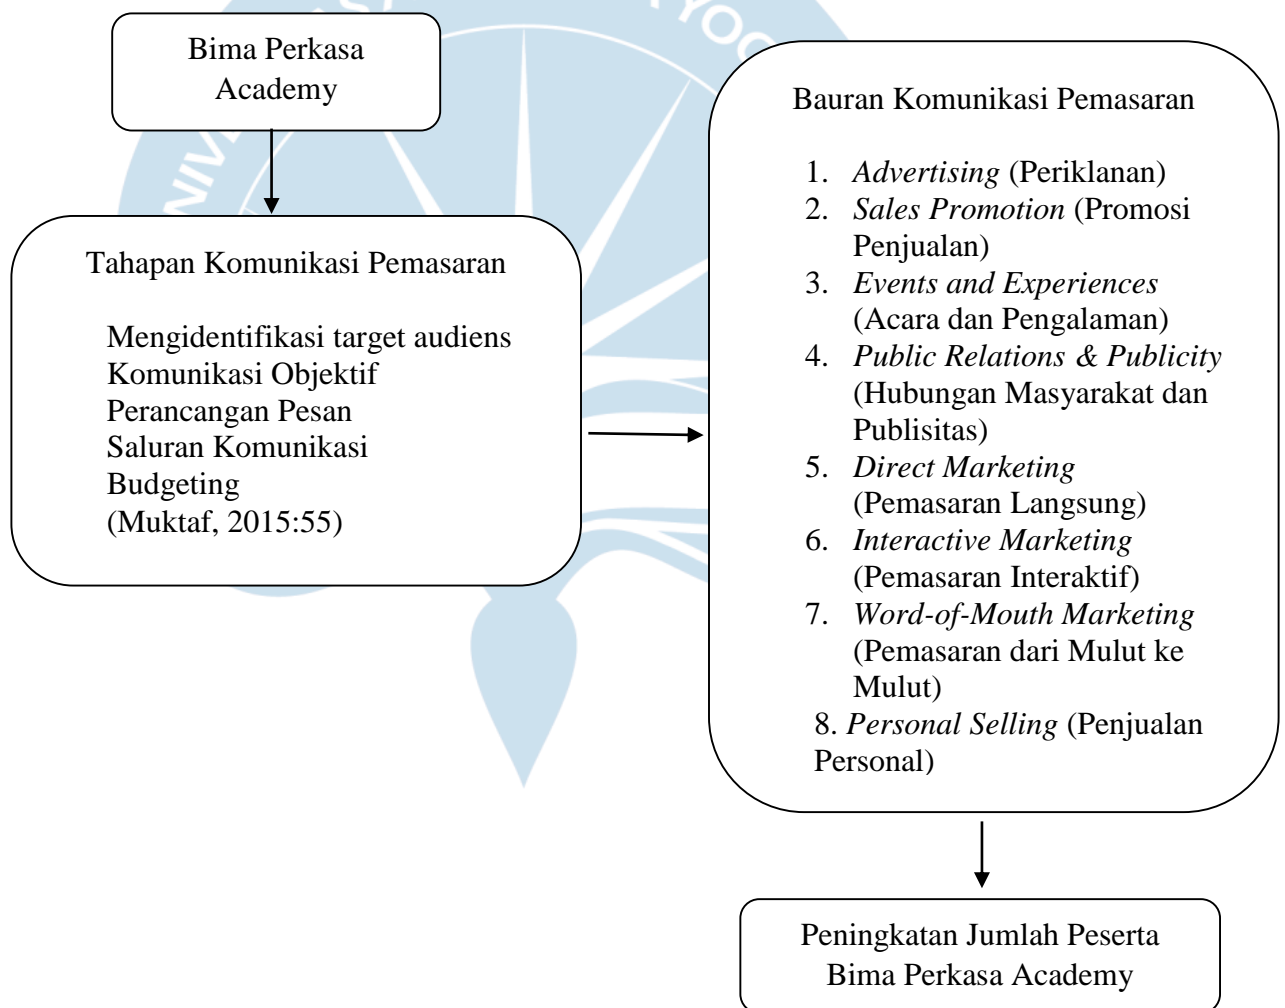 Bima Perkasa
Academy
Tahapan Komunikasi Pemasaran
Mengidentifikasi target audiens
Komunikasi Objektif
Perancangan Pesan
Saluran Komunikasi
Budgeting
(Muktaf, 2015:55)
Bauran Komunikasi Pemasaran
1. Advertising (Periklanan)
2. Sales Promotion (Promosi
Penjualan)
3. Events and Experiences
(Acara dan Pengalaman)
4. Public Relations & Publicity
(Hubungan Masyarakat dan
Publisitas)
5. Direct Marketing
(Pemasaran Langsung)
6. Interactive Marketing
(Pemasaran Interaktif)
7. Word-of-Mouth Marketing
(Pemasaran dari Mulut ke
Mulut)
8. Personal Selling (Penjualan
Personal)
Peningkatan Jumlah Peserta
Bima Perkasa Academy